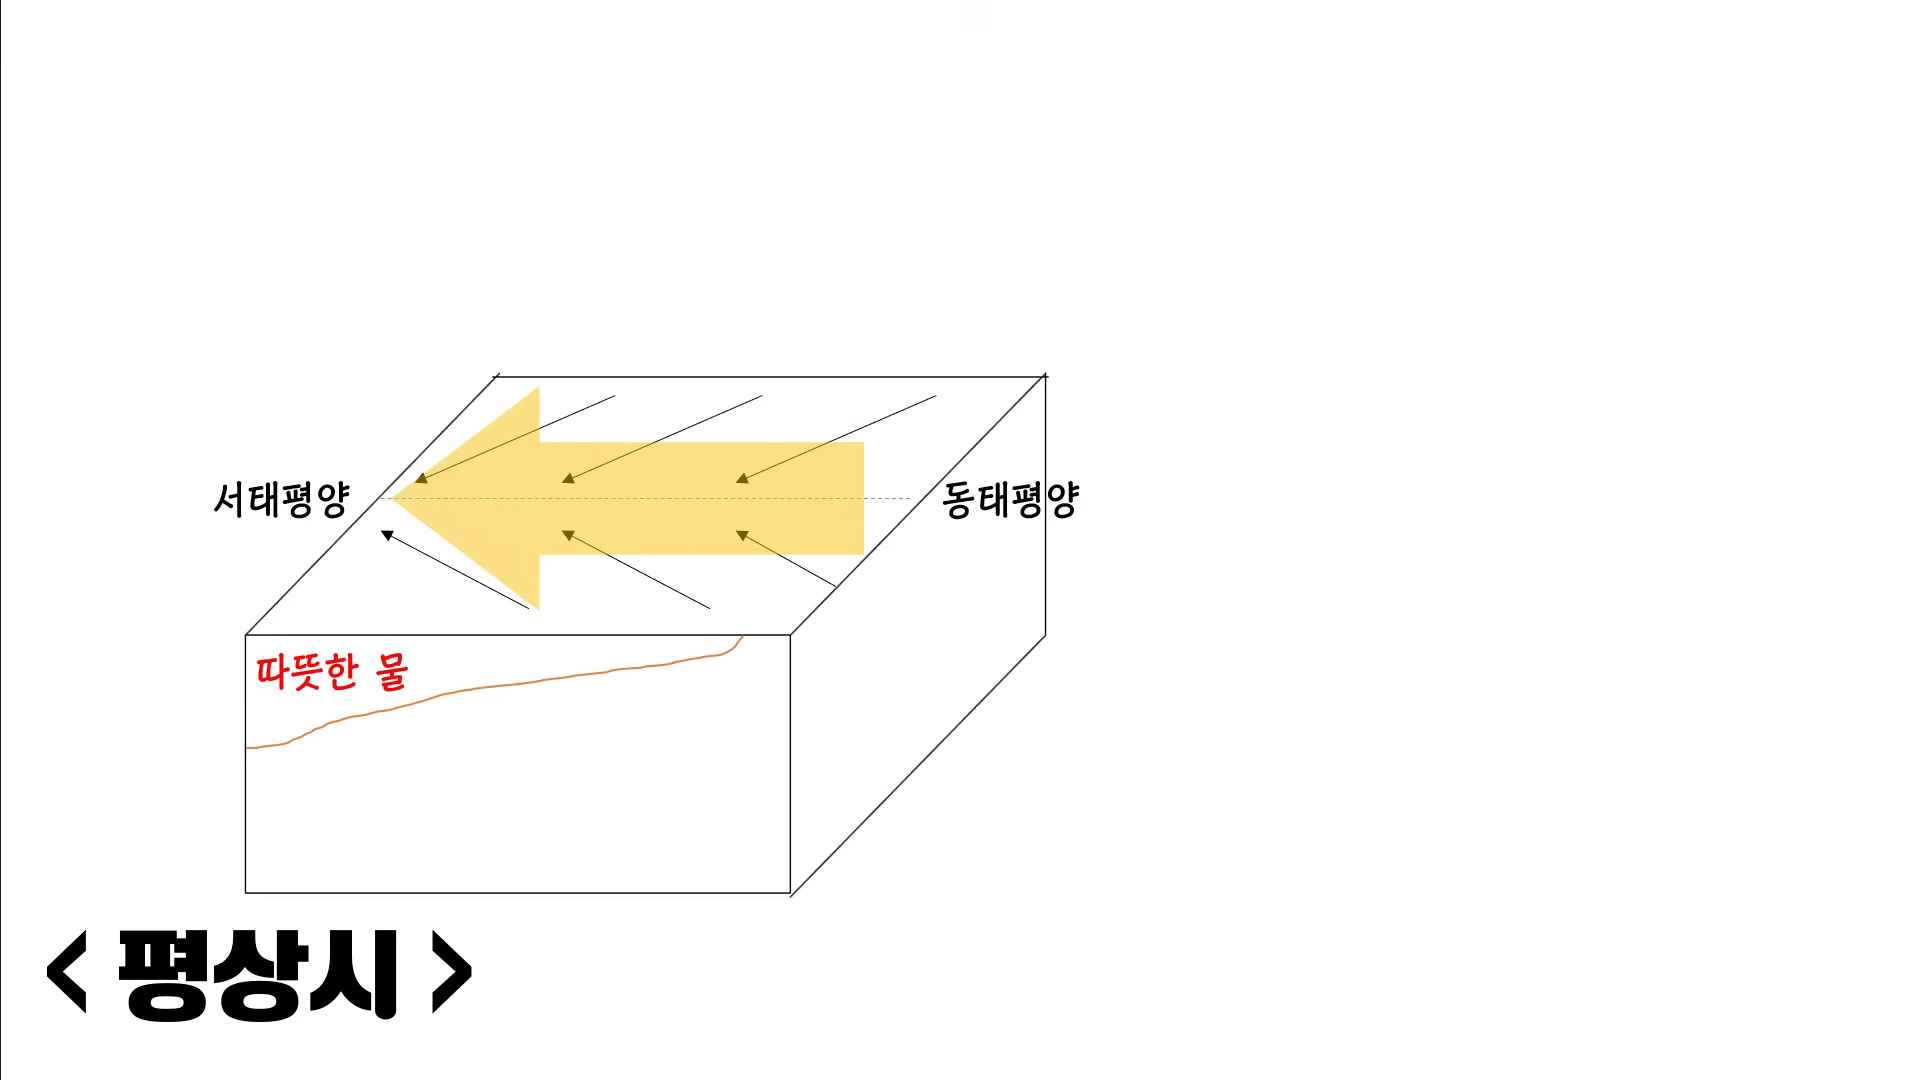 서태평양
동태평양
따뜻한 물
< 평상시 >